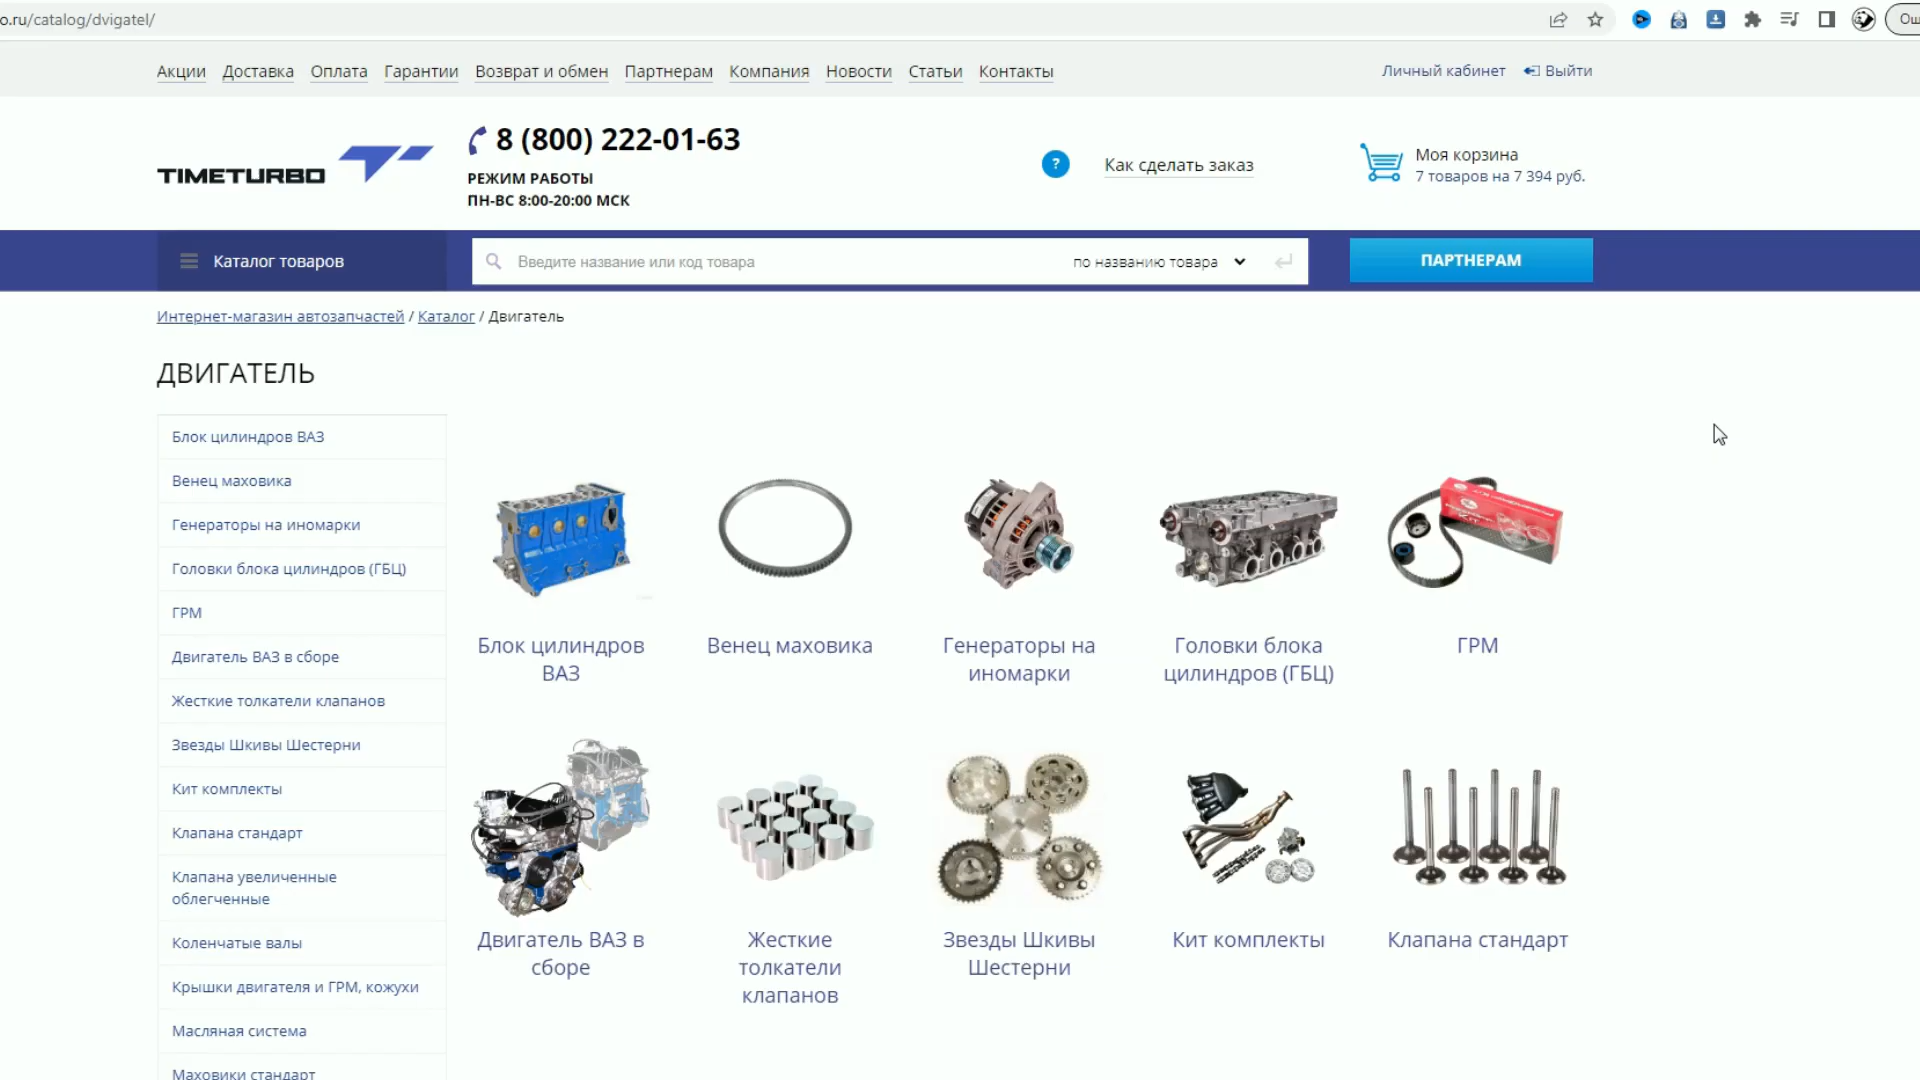 o.ru/catalog/dvigatel/
Ош
Акции Доставка Оплата Гарантии Возврат и обмен Партнерам Компания Новости Статьи Контакты
Личный кабинет Выйти
TIMETURBO
8 (800) 222-01-63
РЕЖИМ РАБОТЫ
ПН-ВС 8:00-20:00 МСК
?
Как сделать заказ
Моя корзина
7 товаров на 7 394 руб.
Каталог товаров
Введите название или код товара
по названию товара
ПАРТНЕРАМ
Интернет-магазин автозапчастей / Каталог / Двигатель
ДВИГАТЕЛЬ
Блок цилиндров ВАЗ
Венец маховика
Генераторы на иномарки
Головки блока цилиндров (ГБЦ)
ГРМ
Двигатель ВАЗ в сборе
Жесткие толкатели клапанов
Звезды Шкивы Шестерни
Кит комплекты
Клапана стандарт
Клапана увеличенные
облегченные
Коленчатые валы
Крышки двигателя и ГРМ, кожухи
Масляная система
Маховики стандарт
Блок цилиндров
ВАЗ
Венец маховика
Генераторы на
иномарки
Головки блока
цилиндров (ГБЦ)
ГРМ
Двигатель ВАЗ в
сборе
Жесткие
толкатели
клапанов
Звезды Шкивы
Шестерни
Кит комплекты
Клапана стандарт